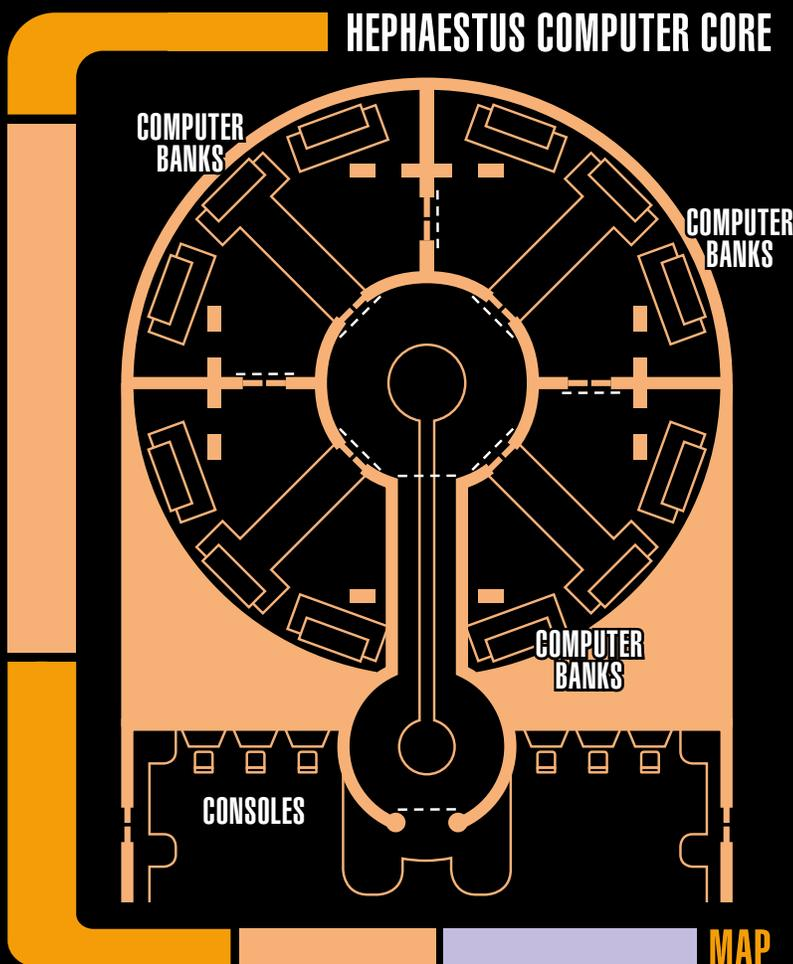 HEPHAESTUS COMPUTER CORE
COMPUTER
BANKS
COMPUTER
BANKS
COMPUTER
BANKS
CONSOLES
MAP